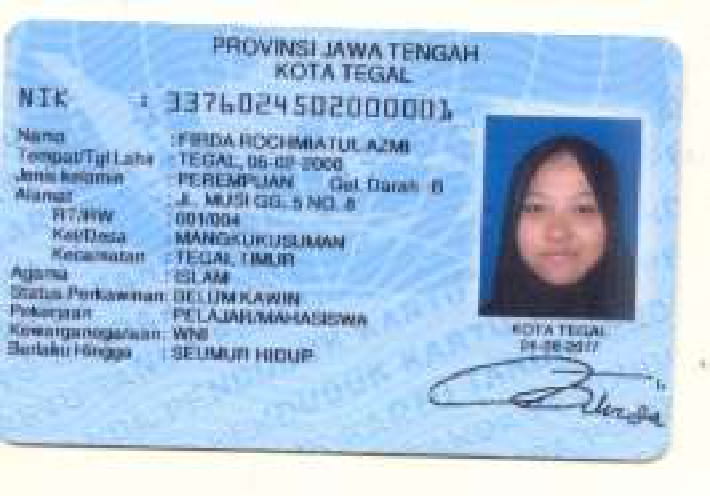 PROVINSI JAWA TENGAH
KOTA TEGAL
NIK : 3376024502000001
Nama : FIRDA ROCHMIATUL AZMI
Tempat/Tgl Lahir : TEGAL, 05-02-2000
Jenis kelamin : PEREMPUAN Gol. Darah : B
Alamat : JL. MUSI GG. 5 NO. 8
RT/RW : 001/004
Kel/Desa : MANGKUKUSUMAN
Kecamatan : TEGAL TIMUR
Agama : ISLAM
Status Perkawinan: BELUM KAWIN
Pekerjaan : PELAJAR/MAHASISWA
Kewarganegaraan: WNI
Berlaku Hingga : SEUMUR HIDUP
KOTA TEGAL